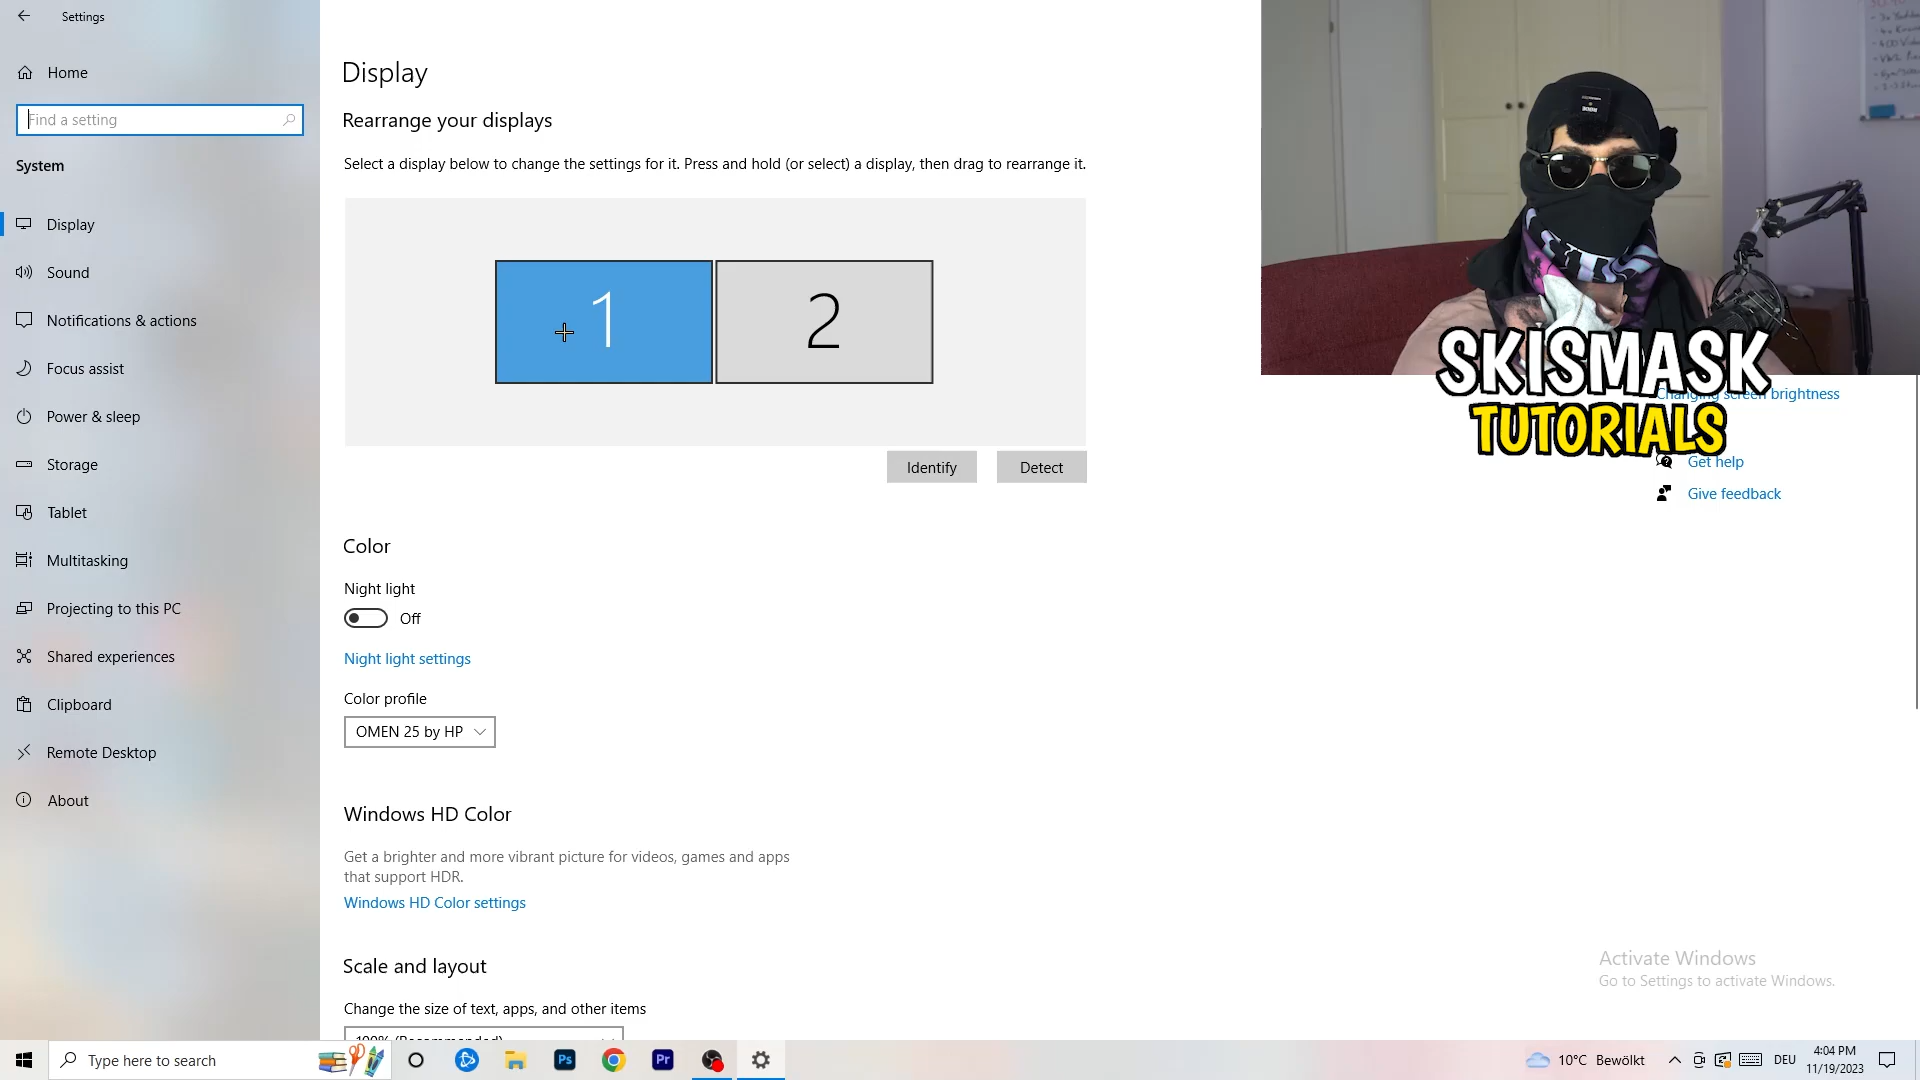 Settings
Home
Find a setting
System
Display
Sound
Notifications & actions
Focus assist
Power & sleep
Storage
Tablet
Multitasking
Projecting to this PC
Shared experiences
Clipboard
Remote Desktop
About
Display
Rearrange your displays
Select a display below to change the settings for it. Press and hold (or select) a display, then drag to rearrange it.
1
2
Identify
Detect
Color
Night light
Off
Night light settings
Color profile
OMEN 25 by HP
Windows HD Color
Get a brighter and more vibrant picture for videos, games and apps
that support HDR.
Windows HD Color settings
Scale and layout
Change the size of text, apps, and other items
100% (Recommended)
SKISMASK
TUTORIALS
Changing screen brightness
Get help
Give feedback
Activate Windows
Go to Settings to activate Windows.
Type here to search
Ps
Pr
10°C Bewölkt
DEU
4:04 PM
11/19/2023